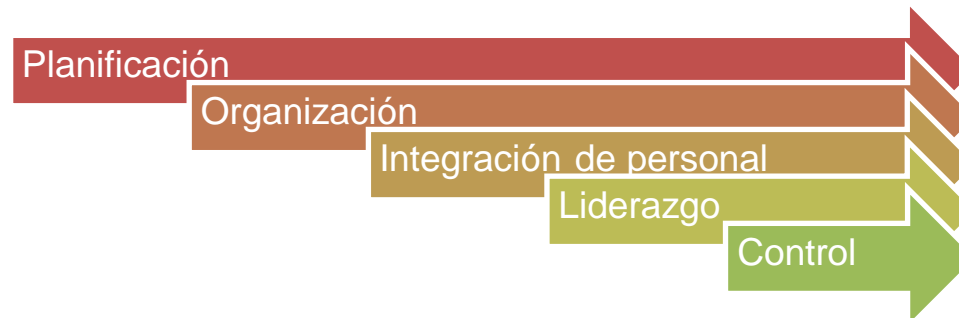 Planificación
Organización
Integración de personal
Liderazgo
Control